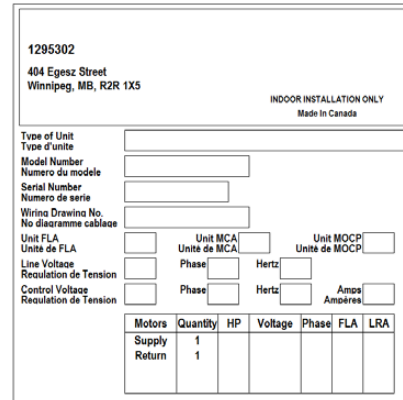 1295302
404 Egesz Street
Winnipeg, MB, R2R 1X5
INDOOR INSTALLATION ONLY
Made In Canada
Type of Unit
Type d'unite
Model Number
Numero du modele
Serial Number
Numero de serie
Wiring Drawing No.
No diagramme cablage
Unit FLA Unit MCA Unit MOCP
Unité de FLA Unité de MCA Unité de MOCP
Line Voltage Phase Hertz
Regulation de Tension
Control Voltage Phase Hertz Amps
Regulation de Tension Ampères
Motors Quantity HP Voltage Phase FLA LRA
Supply 1
Return 1